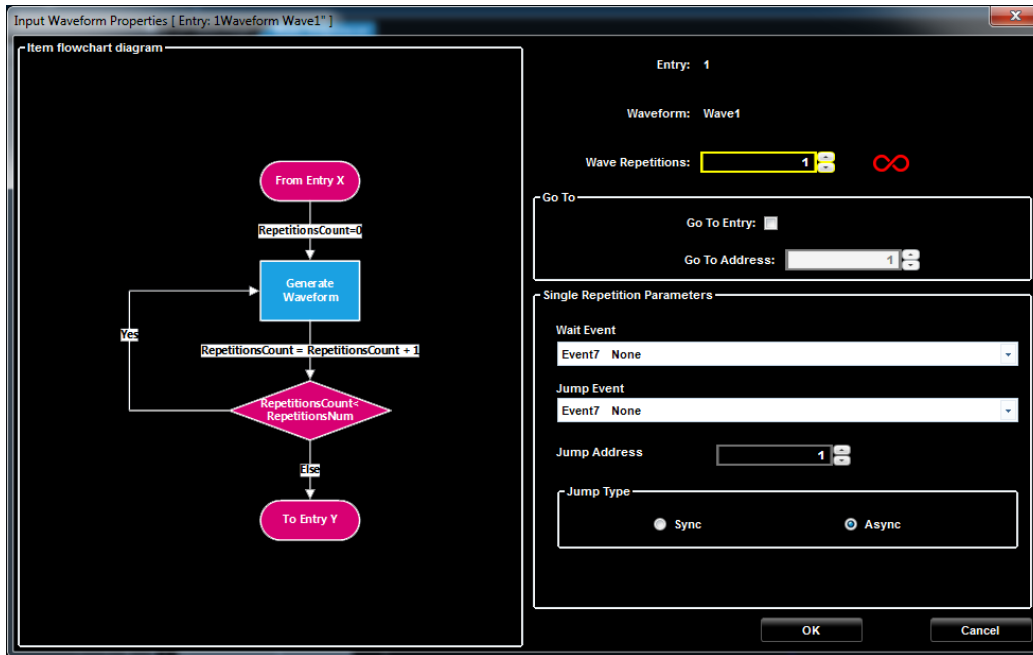 Input Waveform Properties [ Entry: 1Waveform Wave1" ]
Item flowchart diagram
From Entry X
RepetitionsCount=0
Generate
Waveform
Yes
RepetitionsCount = RepetitionsCount + 1
RepetitionsCount<
RepetitionsNum
Else
To Entry Y
Entry: 1
Waveform: Wave1
Wave Repetitions: 1
Go To
Go To Entry:
Go To Address: 1
Single Repetition Parameters
Wait Event
Event7 None
Jump Event
Event7 None
Jump Address 1
Jump Type
Sync Async
OK Cancel